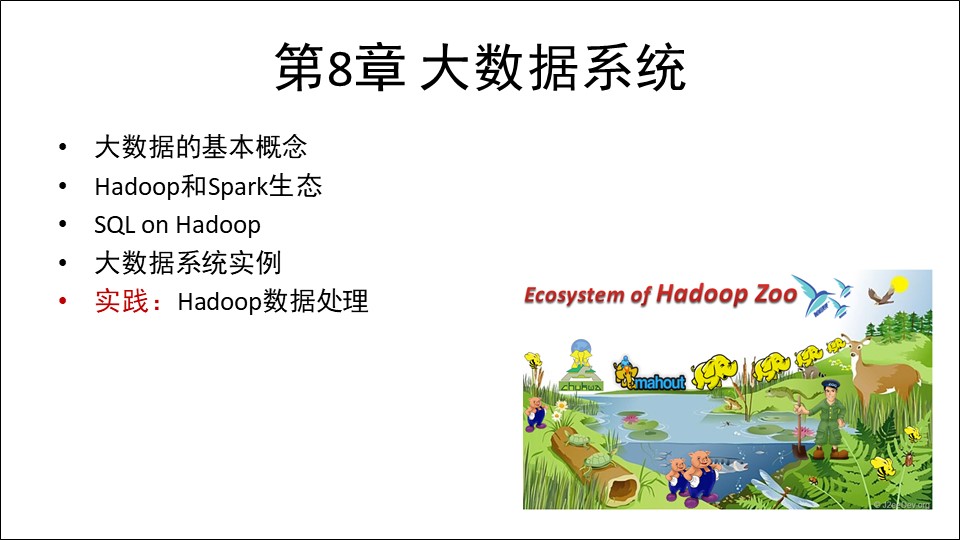 第8章 大数据系统
• 大数据的基本概念
• Hadoop和Spark生态
• SQL on Hadoop
• 大数据系统实例
• 实践：Hadoop数据处理
Ecosystem of Hadoop Zoo
chukwa
mahout